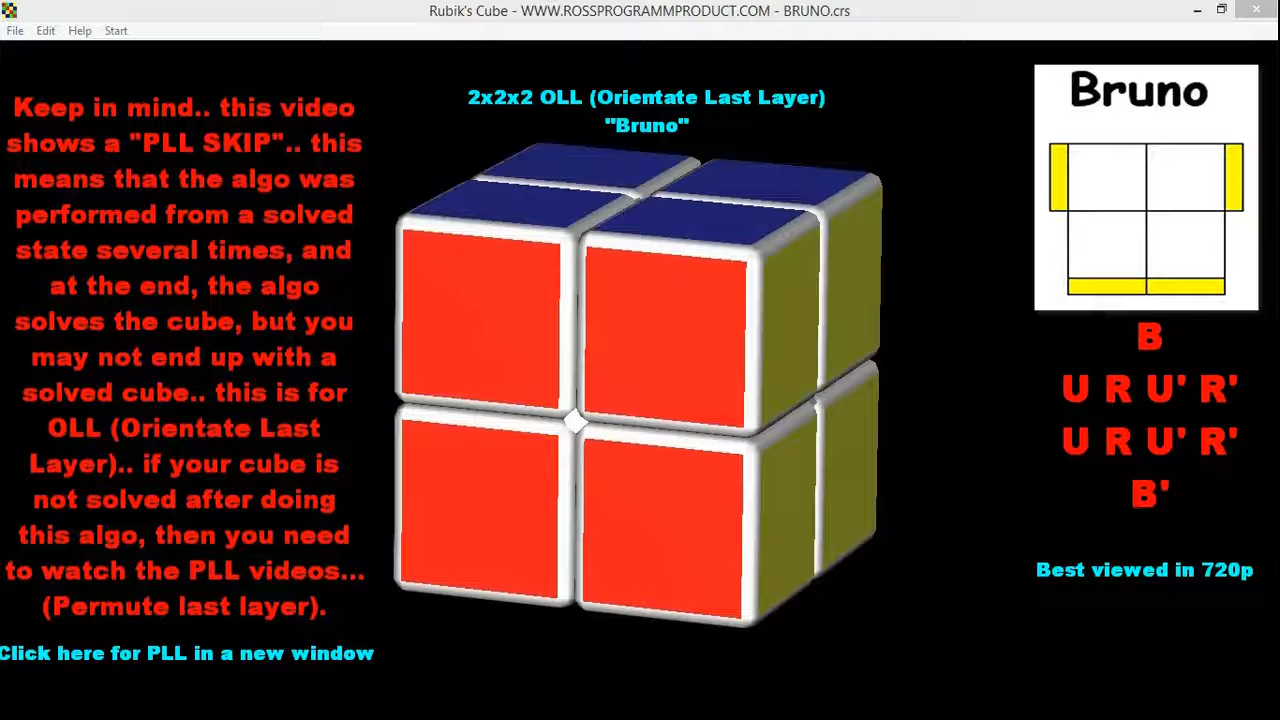 Rubik's Cube - WWW.ROSSPROGRAMMPRODUCT.COM - BRUNO.crs
File Edit Help Start
Keep in mind.. this video
shows a "PLL SKIP".. this
means that the algo was
performed from a solved
state several times, and
at the end, the algo
solves the cube, but you
may not end up with a
solved cube.. this is for
OLL (Orientate Last
Layer).. if your cube is
not solved after doing
this algo, then you need
to watch the PLL videos...
(Permute last layer).
Click here for PLL in a new window
2x2x2 OLL (Orientate Last Layer)
"Bruno"
Bruno
B
U R U' R'
U R U' R'
B'
Best viewed in 720p